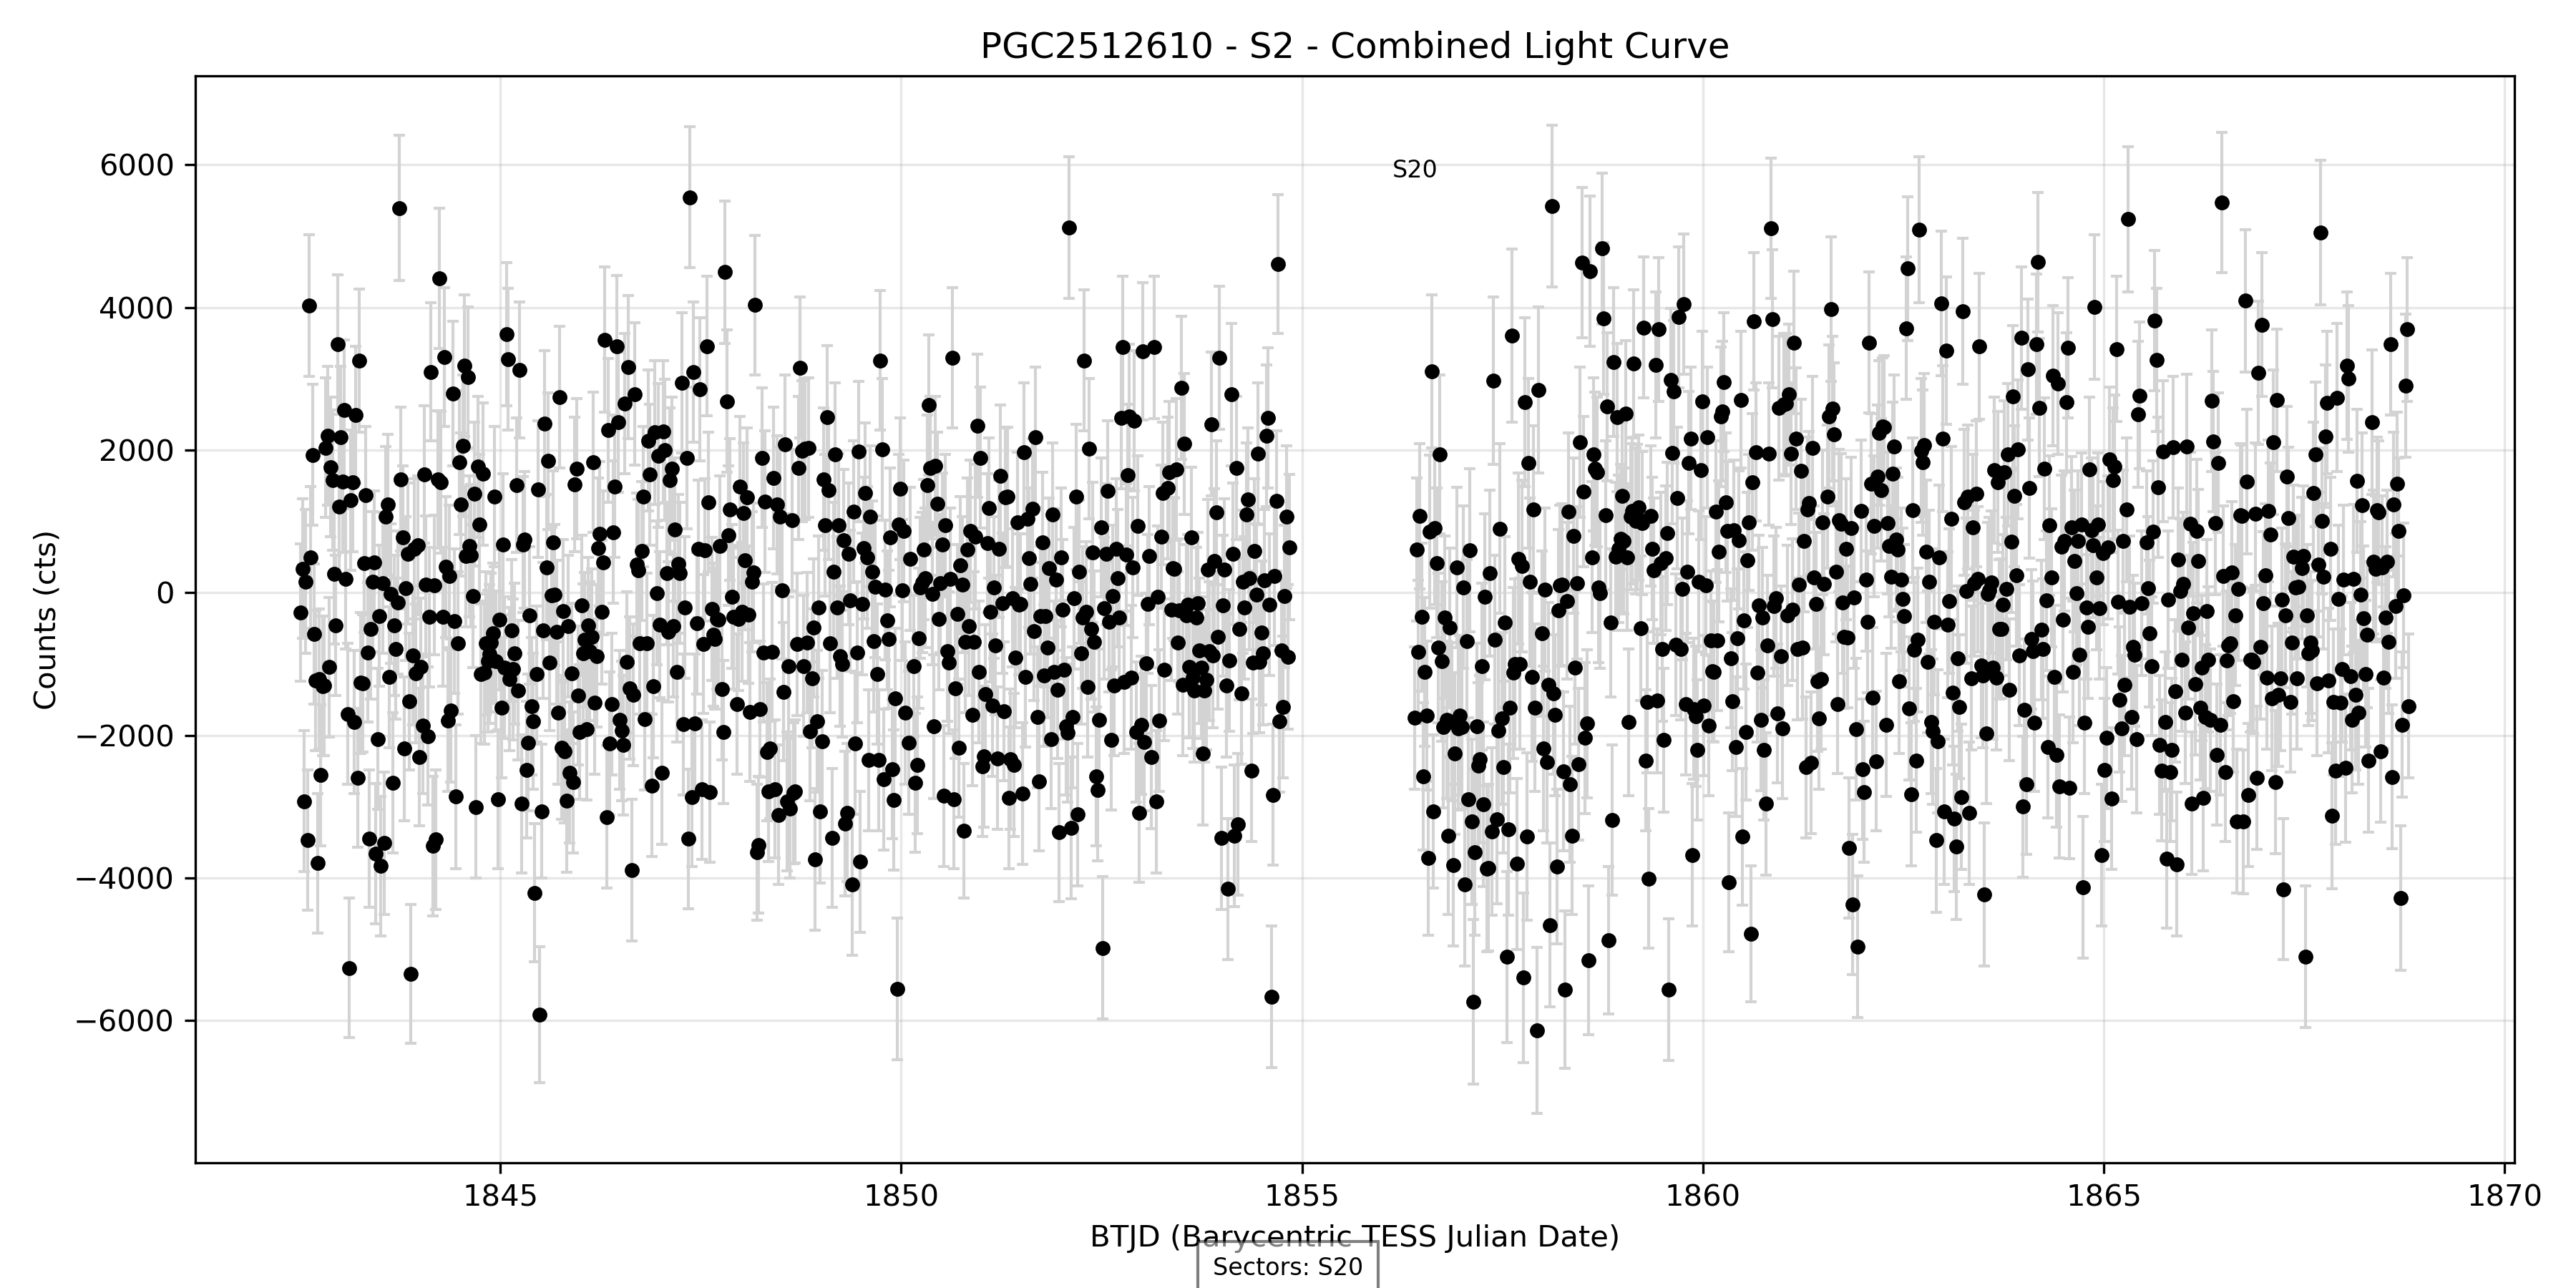 PGC2512610 - S2 - Combined Light Curve
Counts (cts)
6000
4000
2000
0
−2000
−4000
−6000
S20
1845
1850
1855
1860
1865
1870
BTJD (Barycentric TESS Julian Date)
Sectors: S20